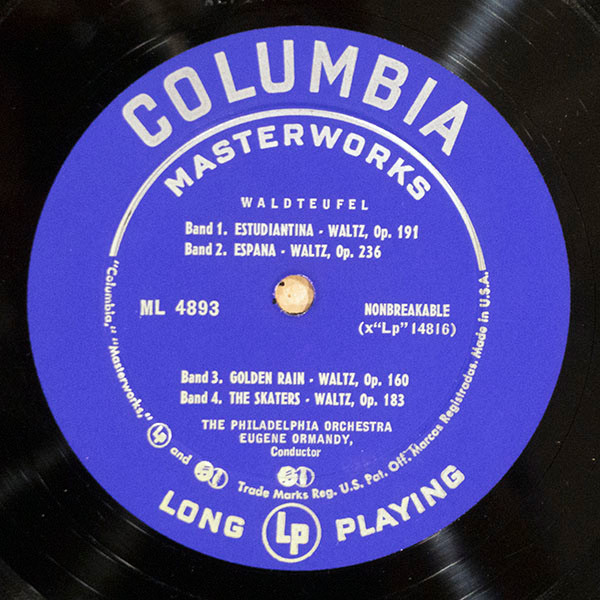 COLUMBIA
MASTERWORKS
WALDTEUFEL
Band 1. ESTUDIANTINA - WALTZ, Op. 191
Band 2. ESPANA - WALTZ, Op. 236
ML 4893
NONBREAKABLE
(x"Lp" 14816)
Band 3. GOLDEN RAIN - WALTZ, Op. 160
Band 4. THE SKATERS - WALTZ, Op. 183
THE PHILADELPHIA ORCHESTRA
EUGENE ORMANDY,
Conductor
"Columbia," "Masterworks," Lp and Trade Marks Reg. U.S. Pat. Off. Marcas Registradas. Made in U.S.A.
LONG Lp PLAYING